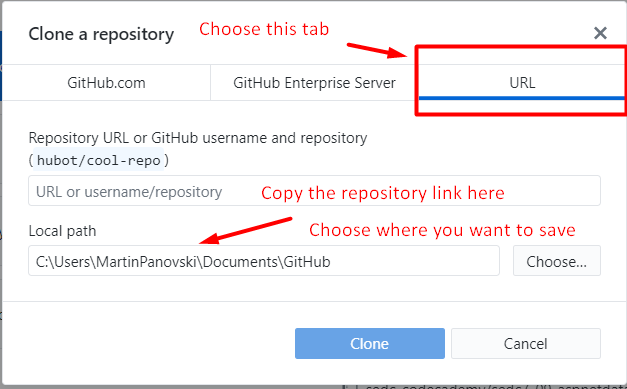 Clone a repository
Choose this tab
GitHub.com
GitHub Enterprise Server
URL
Repository URL or GitHub username and repository
(hubot/cool-repo)
URL or username/repository
Copy the repository link here
Local path
Choose where you want to save
C:\Users\MartinPanovski\Documents\GitHub
Choose...
Clone
Cancel